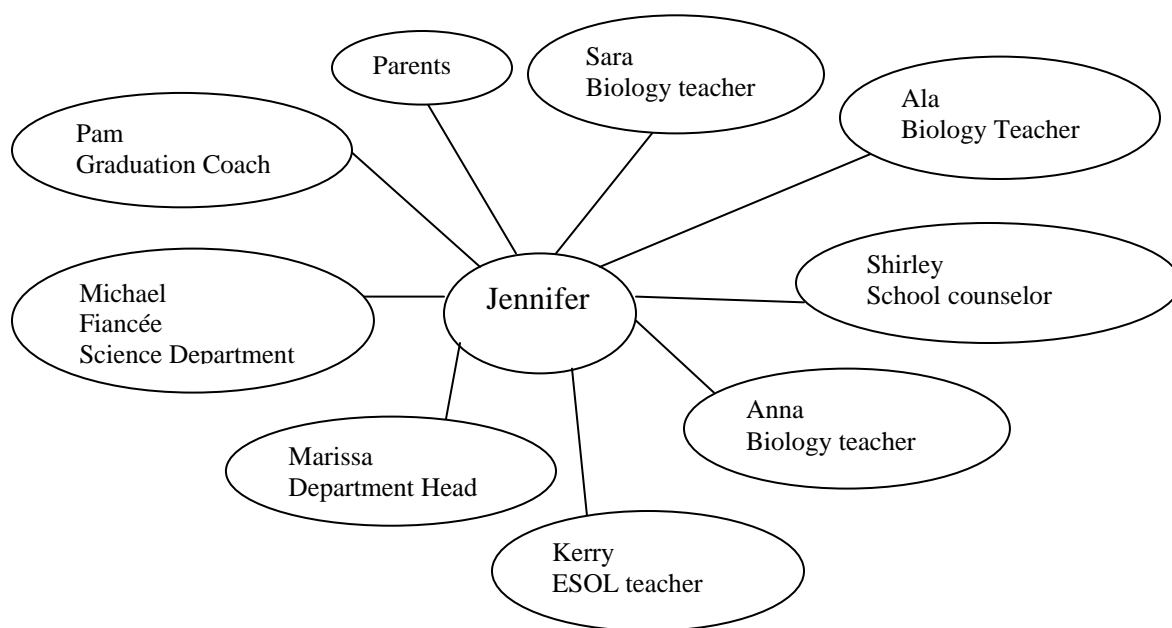 Parents
Sara
Biology teacher
Ala
Biology Teacher
Pam
Graduation Coach
Shirley
School counselor
Michael
Fiancée
Science Department
Jennifer
Anna
Biology teacher
Marissa
Department Head
Kerry
ESOL teacher